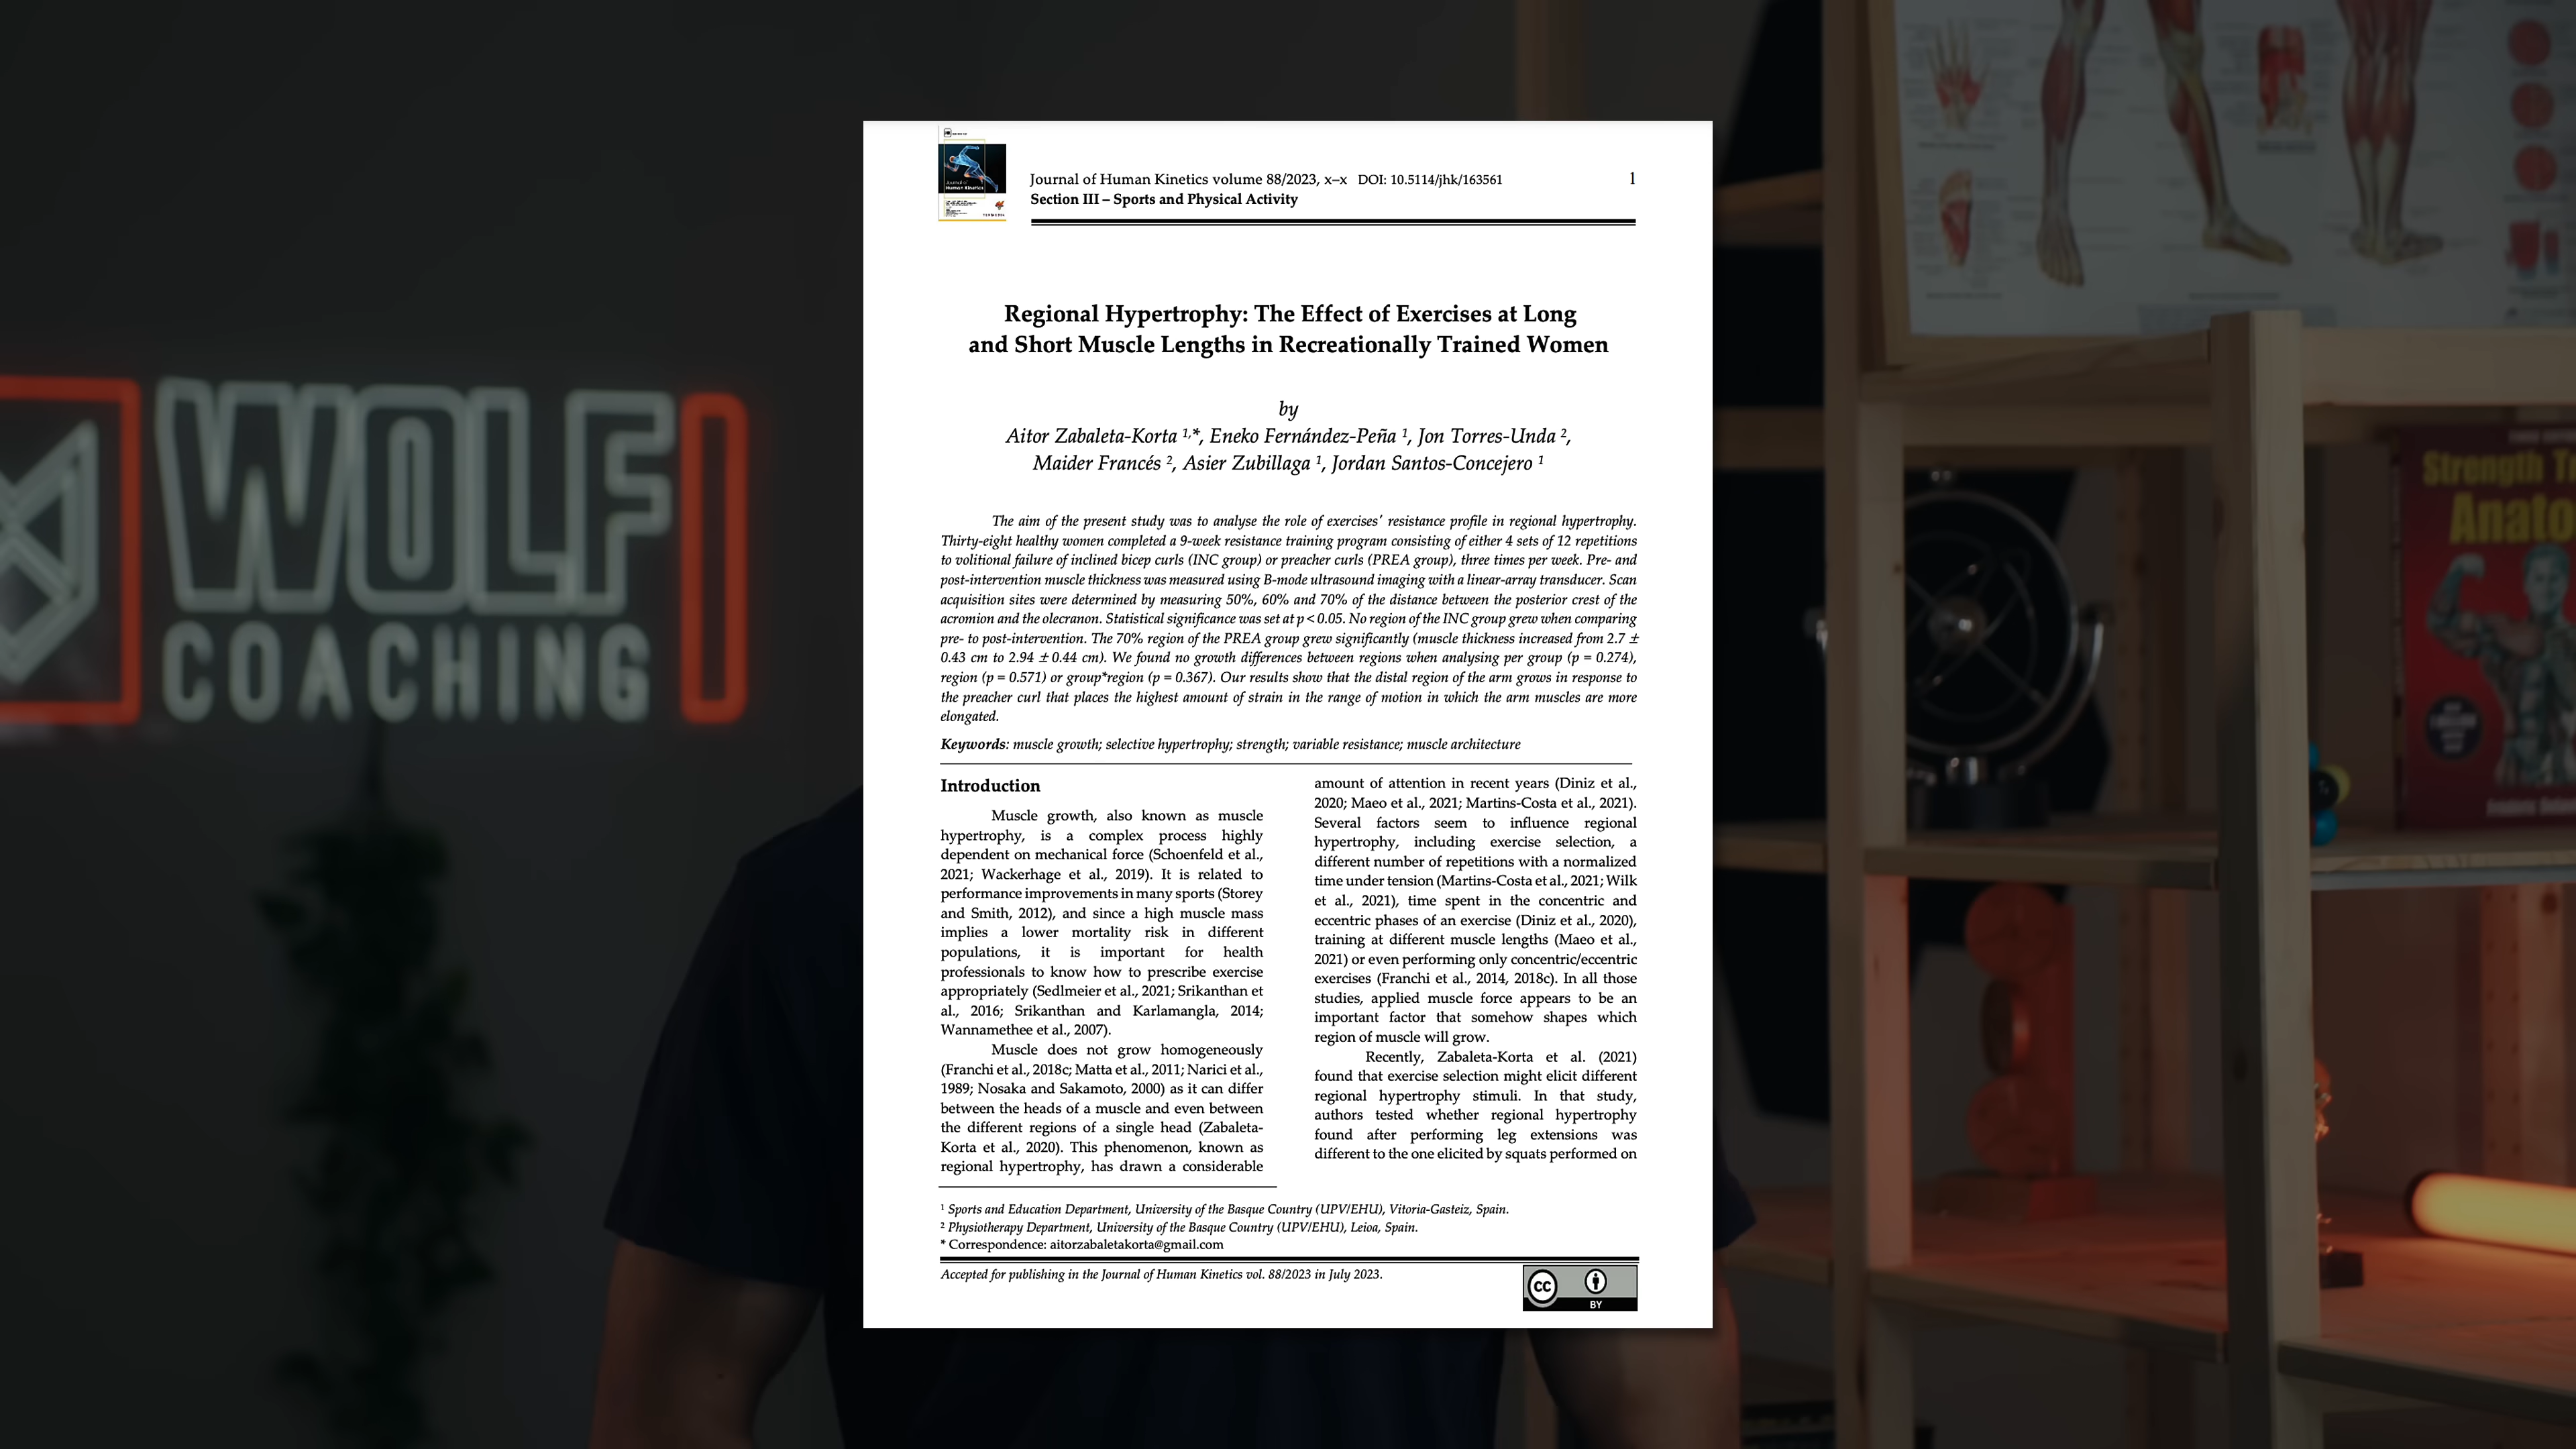 WOLF
COACHING
Strength Tr
Anato
Journal of Human Kinetics volume 88/2023, x–x DOI: 10.5114/jhk/163561
1
Section III – Sports and Physical Activity
Regional Hypertrophy: The Effect of Exercises at Long
and Short Muscle Lengths in Recreationally Trained Women
by
Aitor Zabaleta-Korta ¹,*, Eneko Fernández-Peña ¹, Jon Torres-Unda ²,
Maider Francés ², Asier Zubillaga ¹, Jordan Santos-Concejero ¹
The aim of the present study was to analyse the role of exercises' resistance profile in regional hypertrophy.
Thirty-eight healthy women completed a 9-week resistance training program consisting of either 4 sets of 12 repetitions
to volitional failure of inclined bicep curls (INC group) or preacher curls (PREA group), three times per week. Pre- and
post-intervention muscle thickness was measured using B-mode ultrasound imaging with a linear-array transducer. Scan
acquisition sites were determined by measuring 50%, 60% and 70% of the distance between the posterior crest of the
acromion and the olecranon. Statistical significance was set at p < 0.05. No region of the INC group grew when comparing
pre- to post-intervention. The 70% region of the PREA group grew significantly (muscle thickness increased from 2.7 ±
0.43 cm to 2.94 ± 0.44 cm). We found no growth differences between regions when analysing per group (p = 0.274),
region (p = 0.571) or group*region (p = 0.367). Our results show that the distal region of the arm grows in response to
the preacher curl that places the highest amount of strain in the range of motion in which the arm muscles are more
elongated.
Keywords: muscle growth; selective hypertrophy; strength; variable resistance; muscle architecture
Introduction
Muscle growth, also known as muscle
hypertrophy, is a complex process highly
dependent on mechanical force (Schoenfeld et al.,
2021; Wackerhage et al., 2019). It is related to
performance improvements in many sports (Storey
and Smith, 2012), and since a high muscle mass
implies a lower mortality risk in different
populations, it is important for health
professionals to know how to prescribe exercise
appropriately (Sedlmeier et al., 2021; Srikanthan et
al., 2016; Srikanthan and Karlamangla, 2014;
Wannamethee et al., 2007).
Muscle does not grow homogeneously
(Franchi et al., 2018c; Matta et al., 2011; Narici et al.,
1989; Nosaka and Sakamoto, 2000) as it can differ
between the heads of a muscle and even between
the different regions of a single head (Zabaleta-
Korta et al., 2020). This phenomenon, known as
regional hypertrophy, has drawn a considerable
amount of attention in recent years (Diniz et al.,
2020; Maeo et al., 2021; Martins-Costa et al., 2021).
Several factors seem to influence regional
hypertrophy, including exercise selection, a
different number of repetitions with a normalized
time under tension (Martins-Costa et al., 2021; Wilk
et al., 2021), time spent in the concentric and
eccentric phases of an exercise (Diniz et al., 2020),
training at different muscle lengths (Maeo et al.,
2021) or even performing only concentric/eccentric
exercises (Franchi et al., 2014, 2018c). In all those
studies, applied muscle force appears to be an
important factor that somehow shapes which
region of muscle will grow.
Recently, Zabaleta-Korta et al. (2021)
found that exercise selection might elicit different
regional hypertrophy stimuli. In that study,
authors tested whether regional hypertrophy
found after performing leg extensions was
different to the one elicited by squats performed on
¹ Sports and Education Department, University of the Basque Country (UPV/EHU), Vitoria-Gasteiz, Spain.
² Physiotherapy Department, University of the Basque Country (UPV/EHU), Leioa, Spain.
* Correspondence: aitorzabaletakorta@gmail.com
Accepted for publishing in the Journal of Human Kinetics vol. 88/2023 in July 2023.
CC
BY